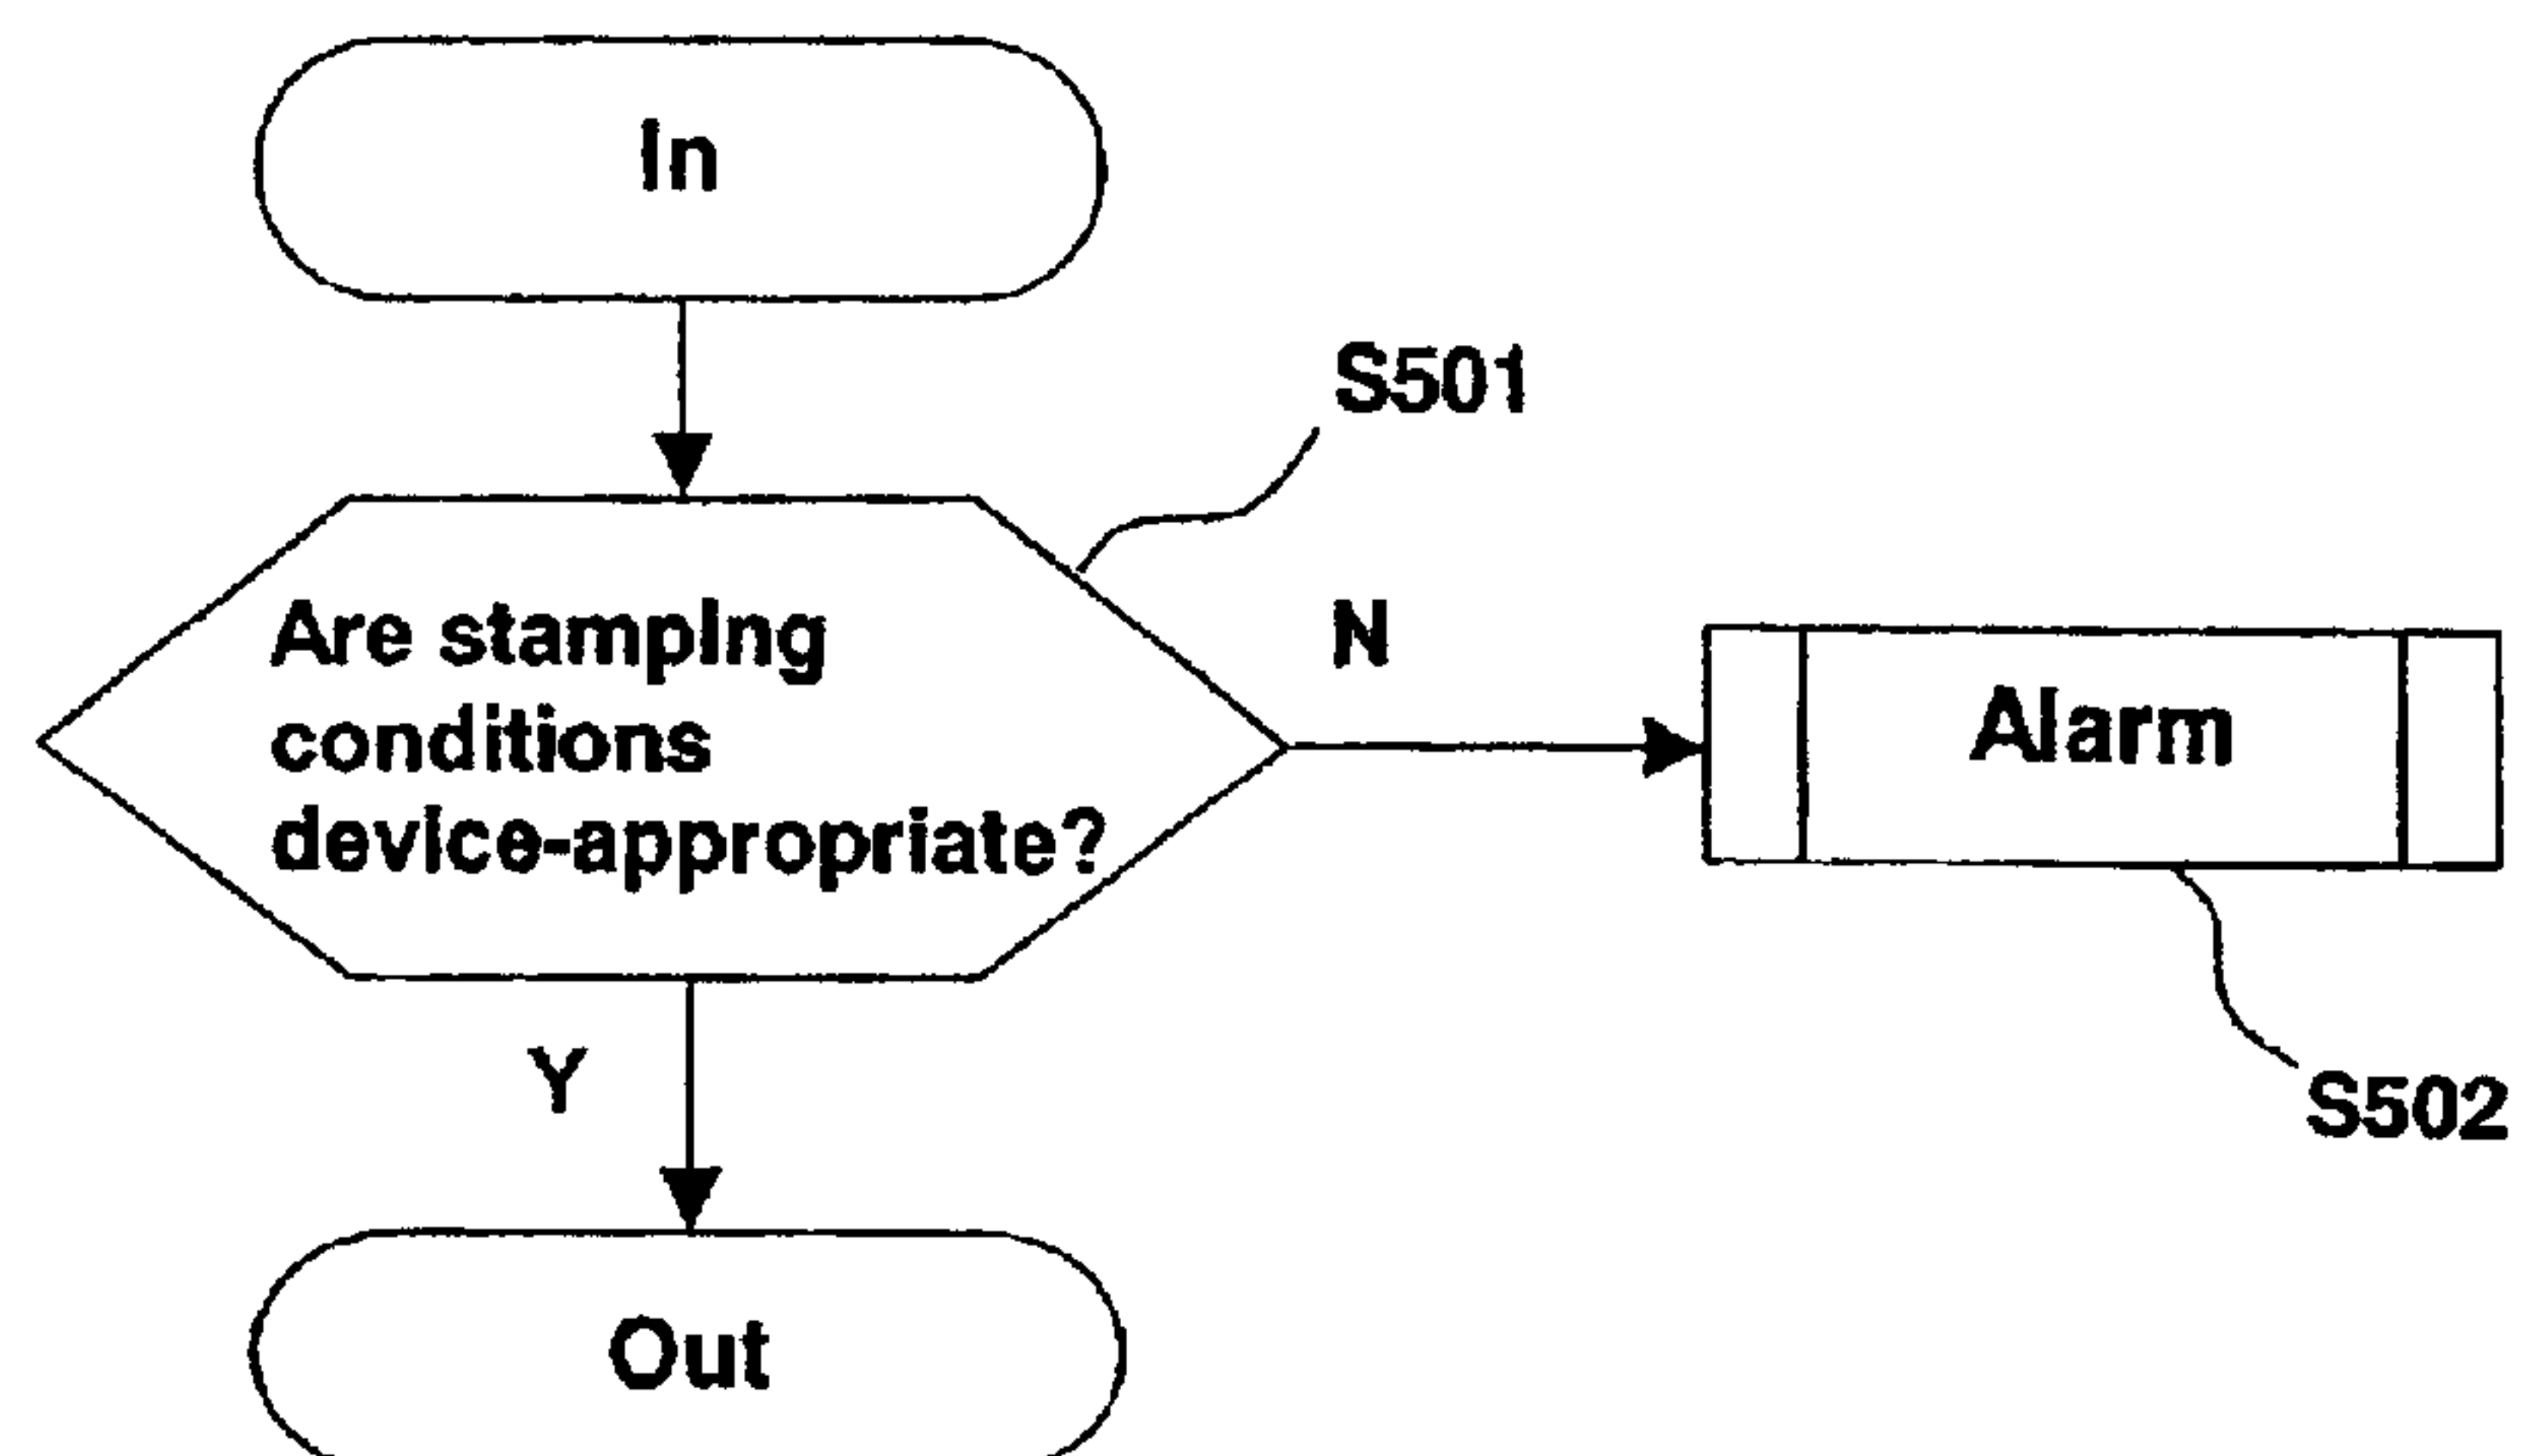 In
S501
Are stamping
conditions
device-appropriate?
N
Alarm
Y
S502
Out